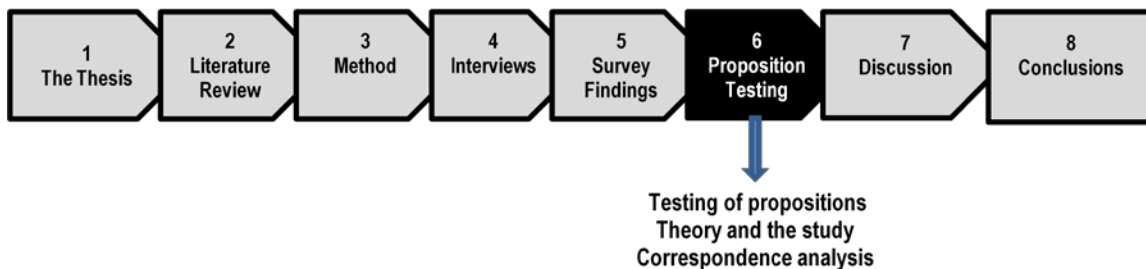 1
The Thesis
2
Literature
Review
3
Method
4
Interviews
5
Survey
Findings
6
Proposition
Testing
7
Discussion
8
Conclusions
Testing of propositions
Theory and the study
Correspondence analysis